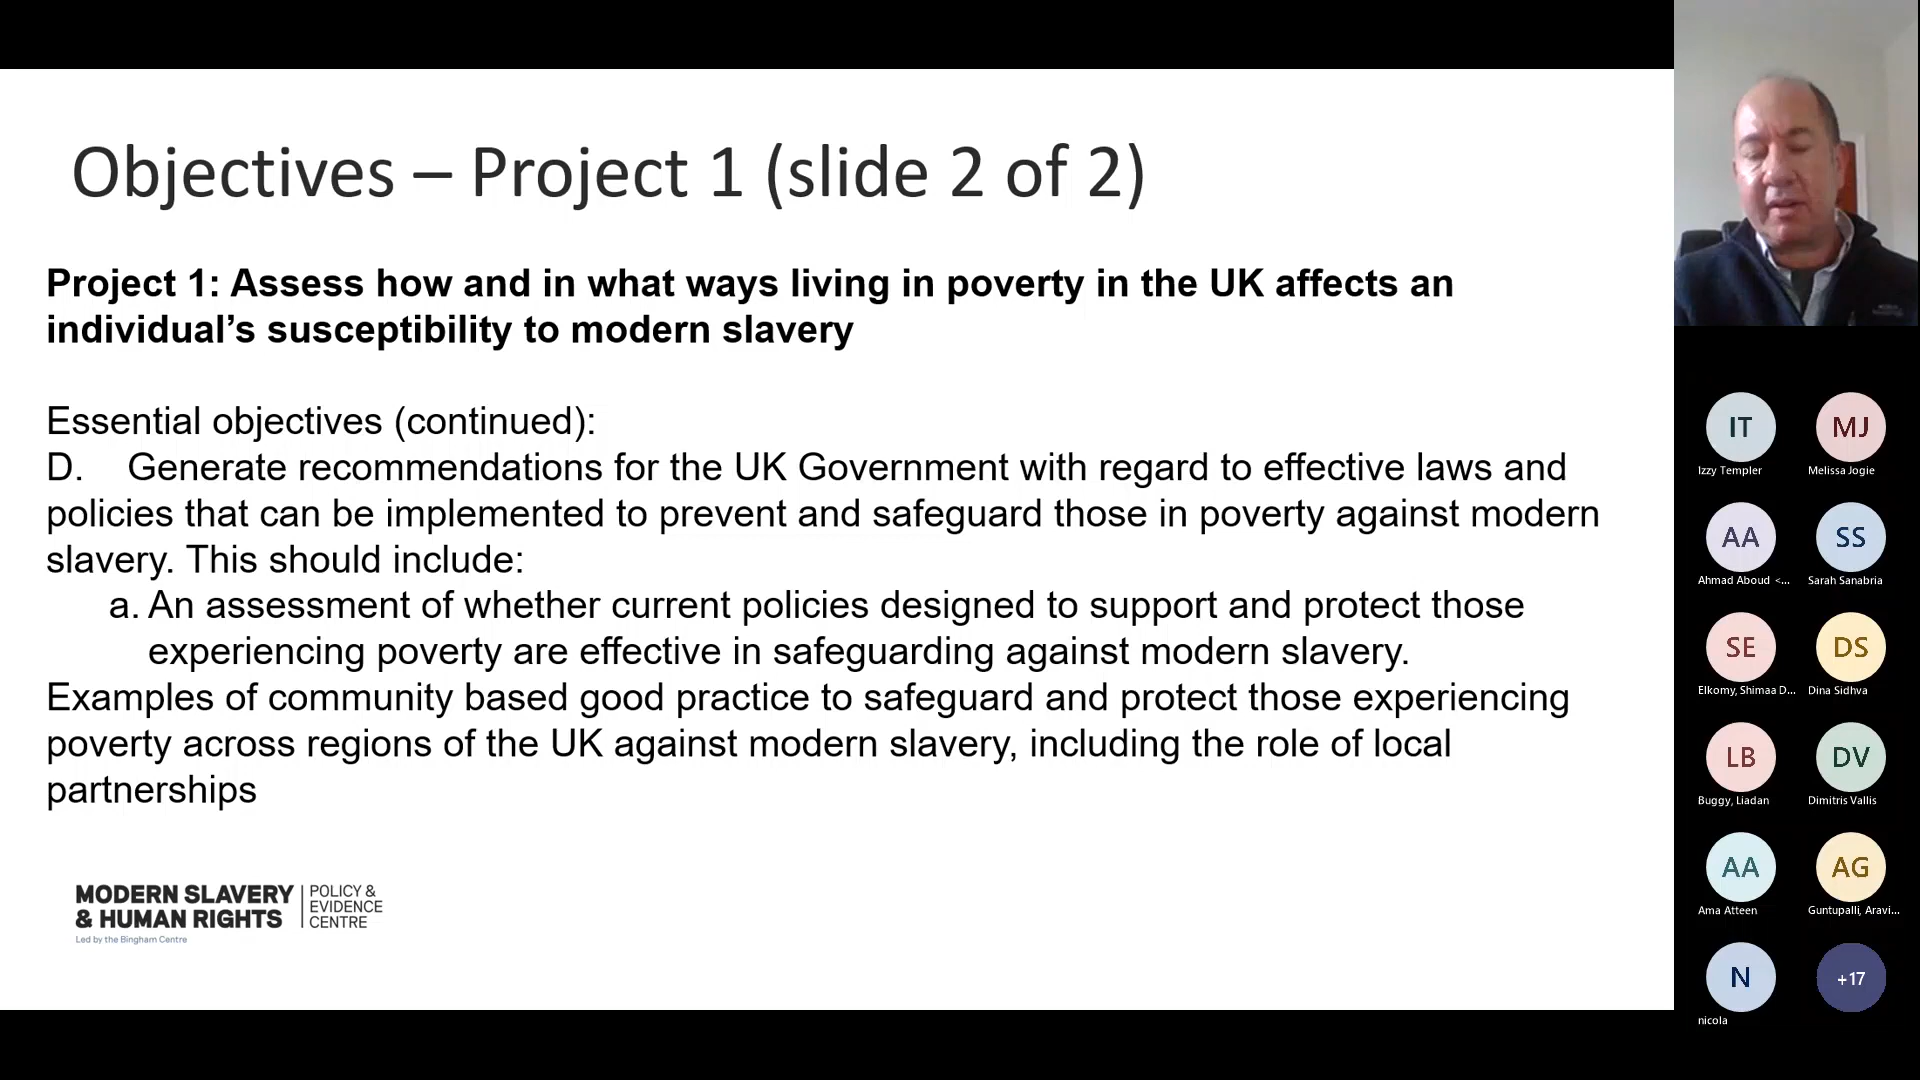 Objectives – Project 1 (slide 2 of 2)
Project 1: Assess how and in what ways living in poverty in the UK affects an
individual’s susceptibility to modern slavery
Essential objectives (continued):
D. Generate recommendations for the UK Government with regard to effective laws and
policies that can be implemented to prevent and safeguard those in poverty against modern
slavery. This should include:
a. An assessment of whether current policies designed to support and protect those
experiencing poverty are effective in safeguarding against modern slavery.
Examples of community based good practice to safeguard and protect those experiencing
poverty across regions of the UK against modern slavery, including the role of local
partnerships
MODERN SLAVERY
& HUMAN RIGHTS
POLICY &
EVIDENCE
CENTRE
Led by the Bingham Centre
IT
MJ
Izzy Templer
Melissa Jogie
AA
SS
Ahmad Aboud <...
Sarah Sanabria
SE
DS
Elkomy, Shimaa D...
Dina Sidhva
LB
DV
Buggy, Liadan
Dimitris Vallis
AA
AG
Ama Atteen
Guntupalli, Aravi...
N
+17
nicola